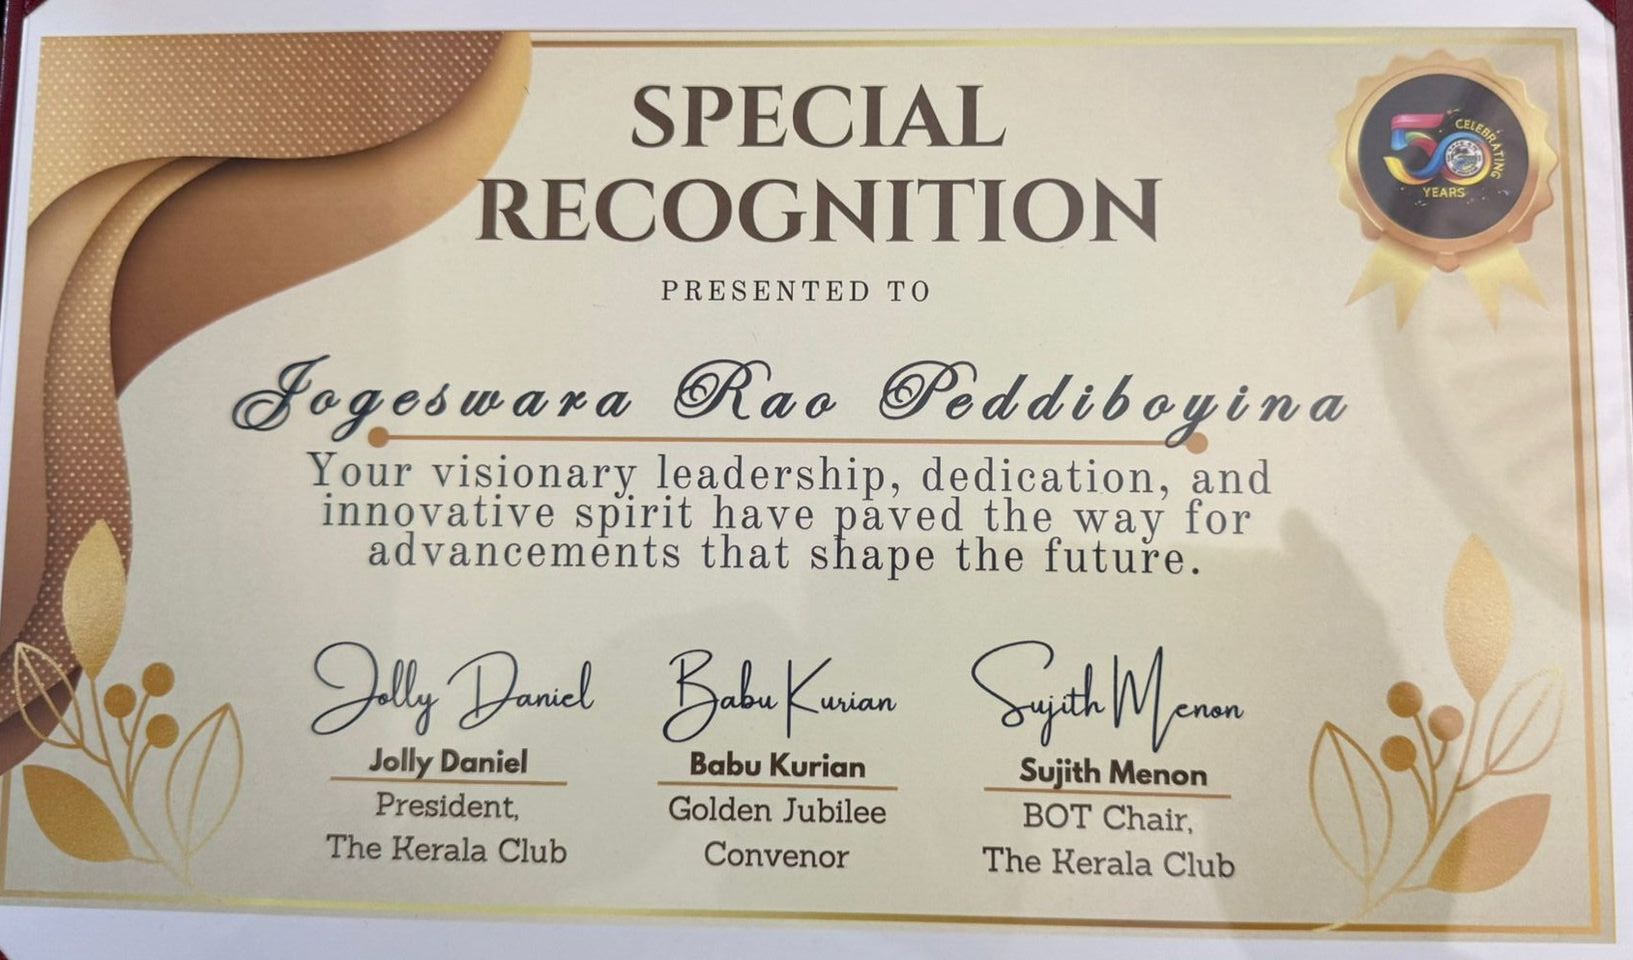 SPECIAL
RECOGNITION
PRESENTED TO
Jogeswara Rao Peddiboyina
Your visionary leadership, dedication, and
innovative spirit have paved the way for
advancements that shape the future.
50
CELEBRATING
YEARS
Jolly Daniel
Babu Kurian
Sujith Menon
Jolly Daniel
President,
The Kerala Club
Babu Kurian
Golden Jubilee
Convenor
Sujith Menon
BOT Chair,
The Kerala Club